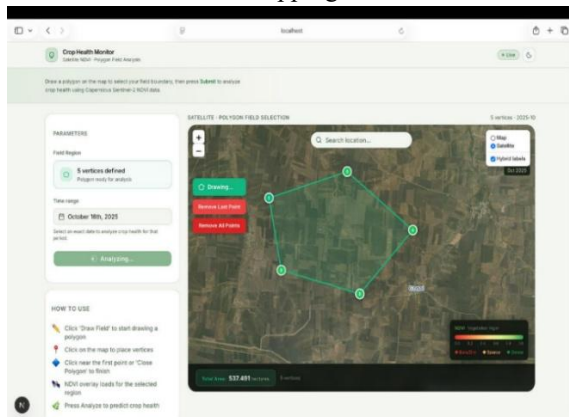 localhost
Crop Health Monitor
Satellite NDVI · Polygon Field Analysis
Live
Draw a polygon on the map to select your field boundary, then press Submit to analyze
crop health using Copernicus Sentinel-2 NDVI data.
PARAMETERS
Field Region
5 vertices defined
Polygon ready for analysis
Time range
October 16th, 2025
Select an exact date to analyze crop health for that
period.
Analyzing...
HOW TO USE
Click 'Draw Field' to start drawing a
polygon
Click on the map to place vertices
Click near the first point or 'Close
Polygon' to finish
NDVI overlay loads for the selected
region
Press Analyze to predict crop health
N
SATELLITE · POLYGON FIELD SELECTION
5 vertices · 2025-10
+
−
Search location...
Map
Satellite
Hybrid labels
Oct 2025
Drawing...
Remove Last Point
Remove All Points
NDVI
Total Area: 537.491 hectares
5 vertices